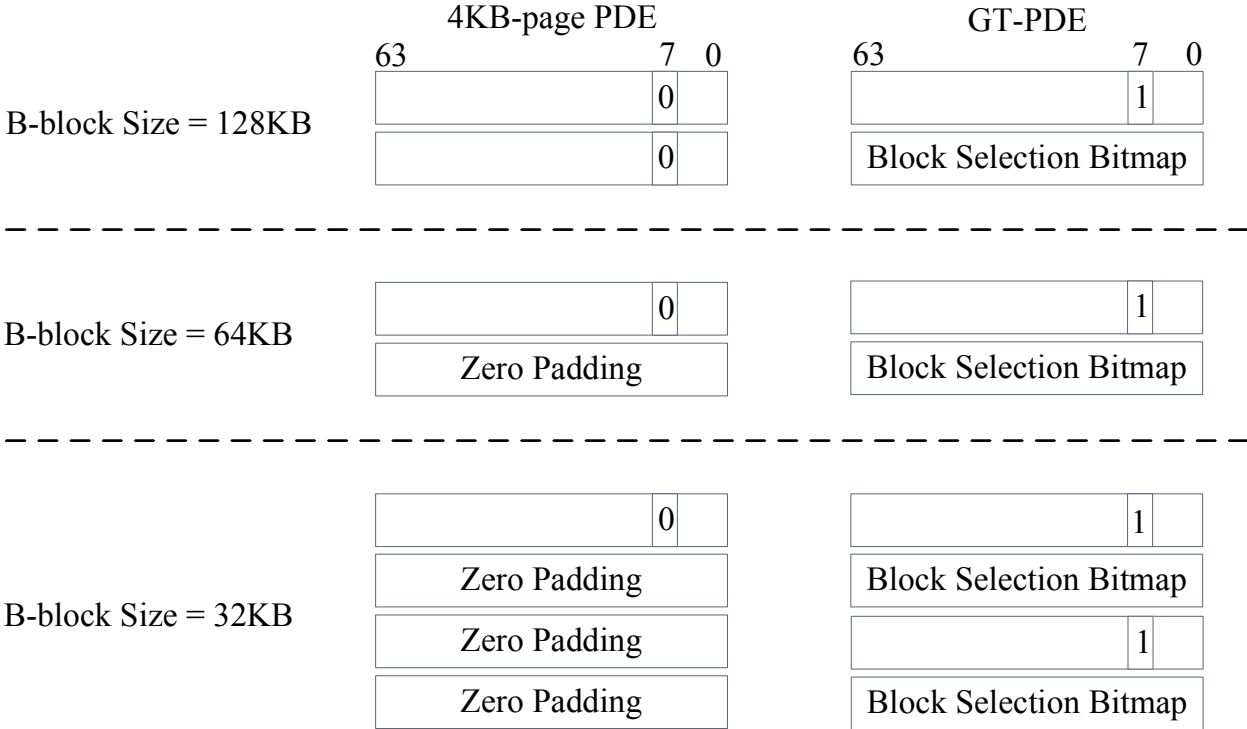 4KB-page PDE GT-PDE
63 7 0 63 7 0
0 1
B-block Size = 128KB
0 Block Selection Bitmap
0 1
B-block Size = 64KB
Zero Padding Block Selection Bitmap
0 1
Zero Padding Block Selection Bitmap
B-block Size = 32KB
Zero Padding 1
Zero Padding Block Selection Bitmap